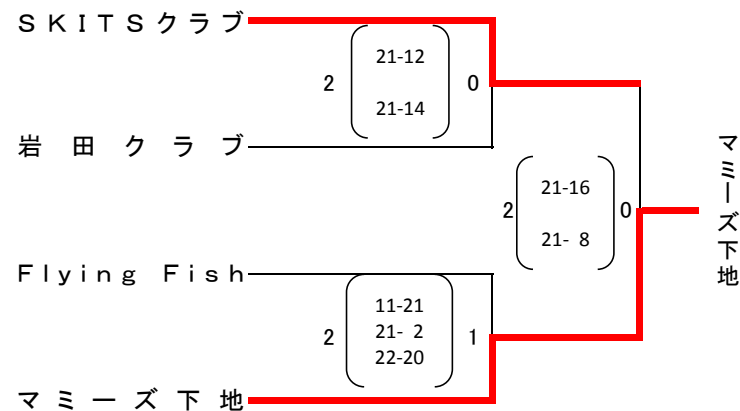 ＳＫＩＴＳクラブ
21-12
2 0
21-14
岩田クラブ
マミーズ下地
21-16
2 0
21- 8
Ｆｌｙｉｎｇ Ｆｉｓｈ
11-21
2 21- 2 1
22-20
マミーズ下地